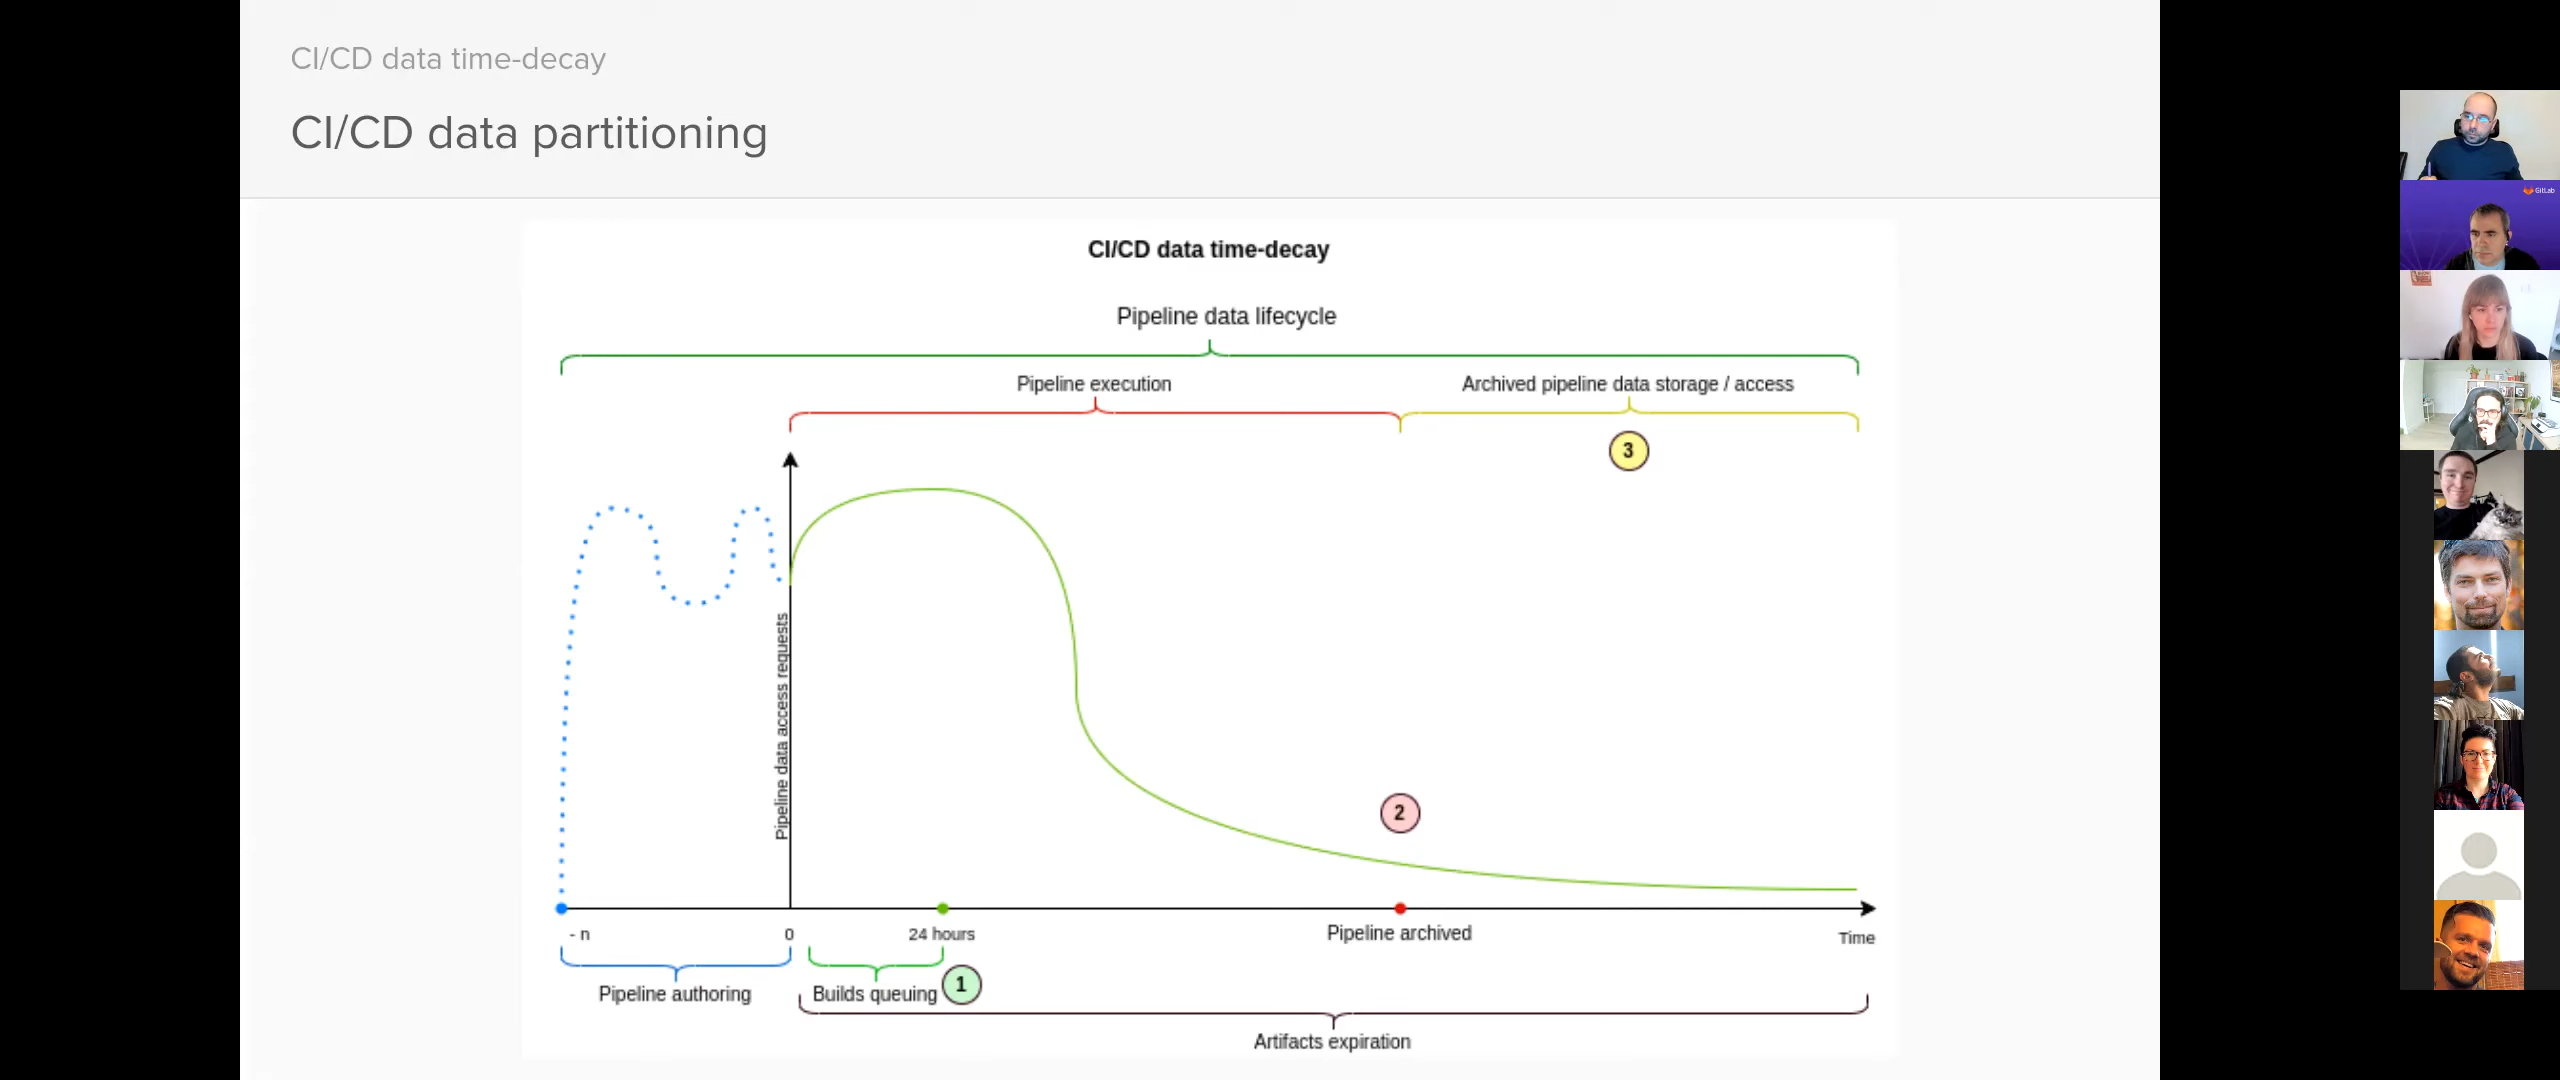 CI/CD data time-decay
CI/CD data partitioning
GitLab
CI/CD data time-decay
Pipeline data lifecycle
Pipeline execution
Archived pipeline data storage / access
3
Pipeline data access requests
2
- n
0
24 hours
Pipeline archived
Time
Pipeline authoring
Builds queuing
1
Artifacts expiration